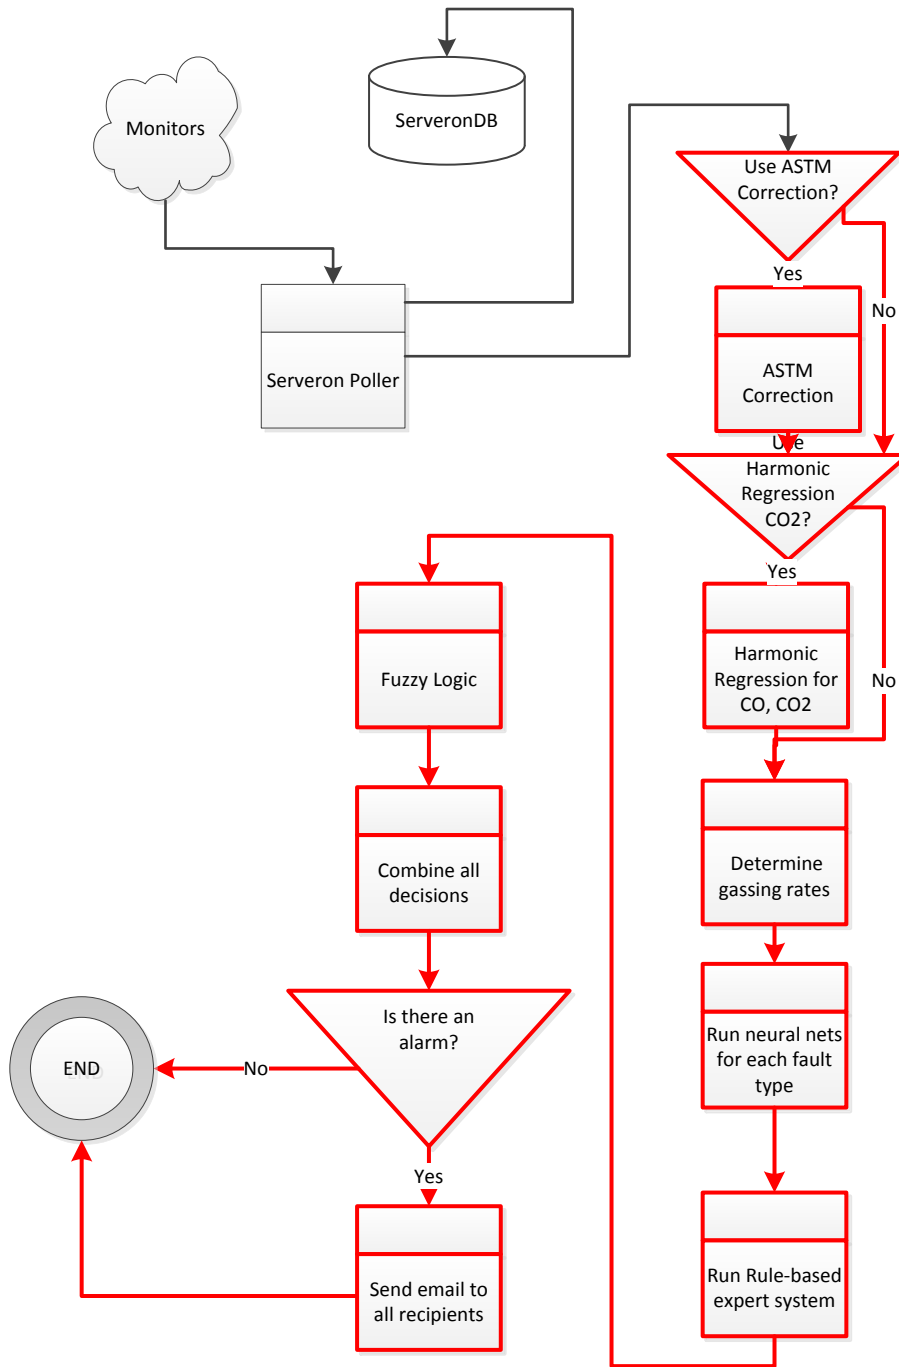 Monitors
ServeronDB
Use ASTM
Correction?
Yes
No
Serveron Poller
ASTM
Correction
Use
Harmonic
Regression
CO2?
Yes
No
Harmonic
Regression for
CO, CO2
Fuzzy Logic
Determine
gassing rates
Combine all
decisions
Run neural nets
for each fault
type
Is there an
alarm?
No
END
Yes
Send email to
all recipients
Run Rule-based
expert system